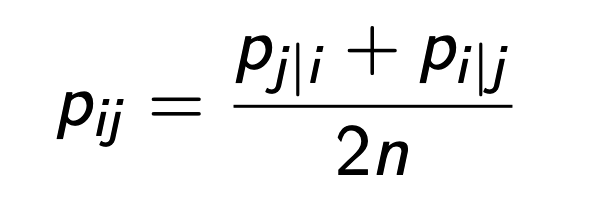 p_{ij} = \frac{p_{j|i} + p_{i|j}}{2n}